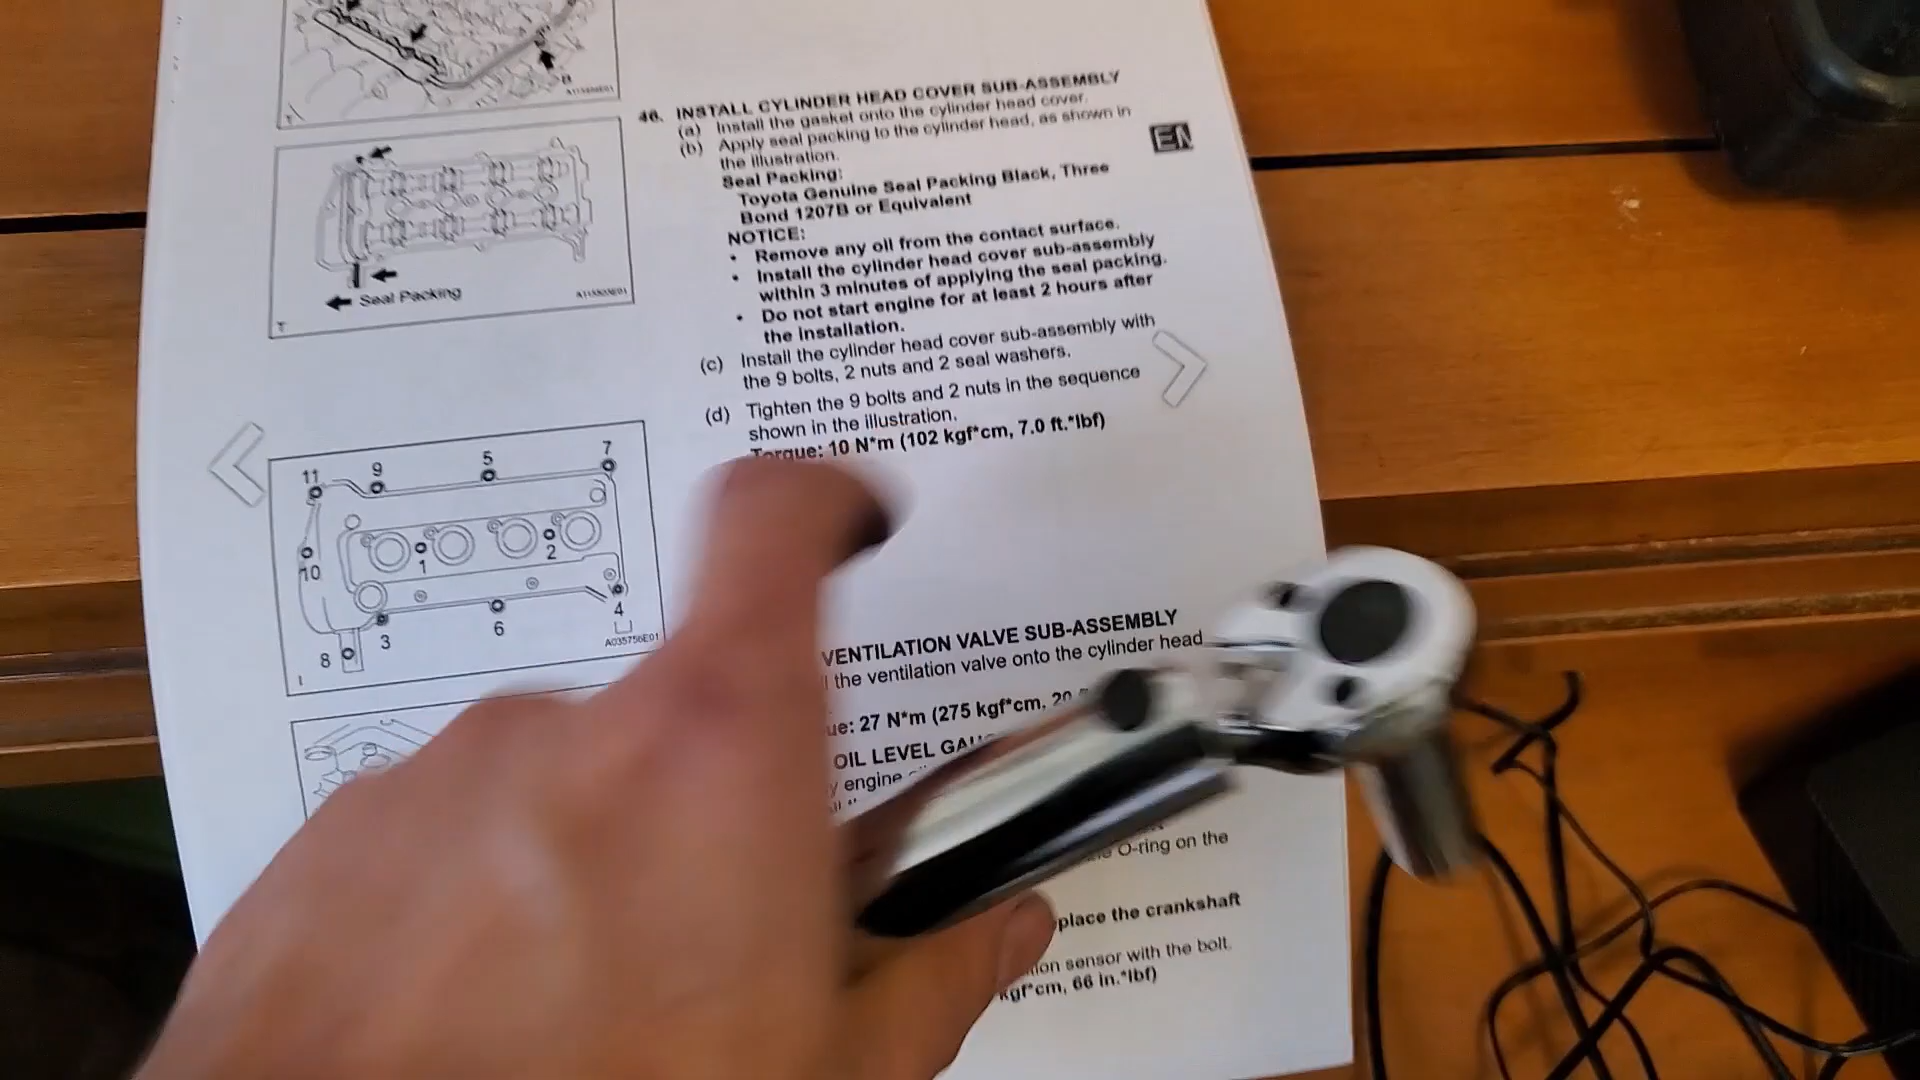 B
46. INSTALL CYLINDER HEAD COVER SUB-ASSEMBLY
(a) Install the gasket onto the cylinder head cover.
(b) Apply seal packing to the cylinder head, as shown in
the illustration.
EN
Seal Packing:
Toyota Genuine Seal Packing Black, Three
Bond 1207B or Equivalent
NOTICE:
• Remove any oil from the contact surface.
• Install the cylinder head cover sub-assembly
within 3 minutes of applying the seal packing.
• Do not start engine for at least 2 hours after
the installation.
Seal Packing
(c) Install the cylinder head cover sub-assembly with
the 9 bolts, 2 nuts and 2 seal washers.
(d) Tighten the 9 bolts and 2 nuts in the sequence
shown in the illustration.
Torque: 10 N*m (102 kgf*cm, 7.0 ft.*lbf)
11 9 5 7
10 1 2
3 6 4
8
A035756E01
VENTILATION VALVE SUB-ASSEMBLY
the ventilation valve onto the cylinder head
ue: 27 N*m (275 kgf*cm, 20
OIL LEVEL
engine
O-ring on the
place the crankshaft
sensor with the bolt.
kgf*cm, 66 in.*lbf)